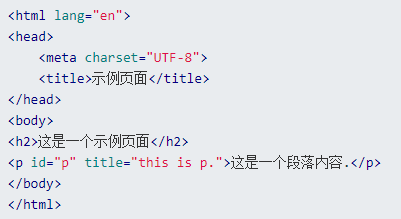 <html lang="en">
<head>
    <meta charset="UTF-8">
    <title>示例页面</title>
</head>
<body>
<h2>这是一个示例页面</h2>
<p id="p" title="this is p.">这是一个段落内容.</p>
</body>
</html>